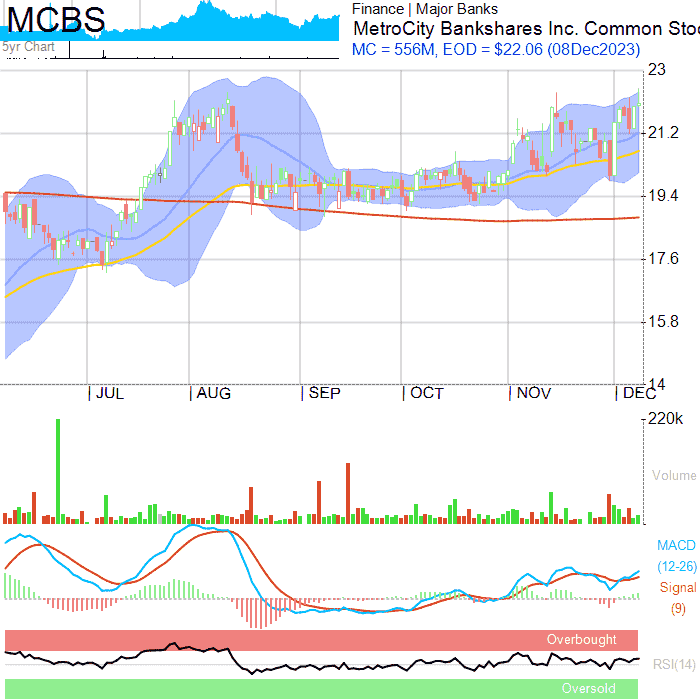 MCBS
5yr Chart
Finance | Major Banks
MetroCity Bankshares Inc. Common Stoc
MC = 556M, EOD = $22.06 (08Dec2023)
23
21.2
19.4
17.6
15.8
14
JUL AUG SEP OCT NOV DEC
220k
Volume
MACD
(12-26)
Signal
(9)
Overbought
RSI(14)
Oversold